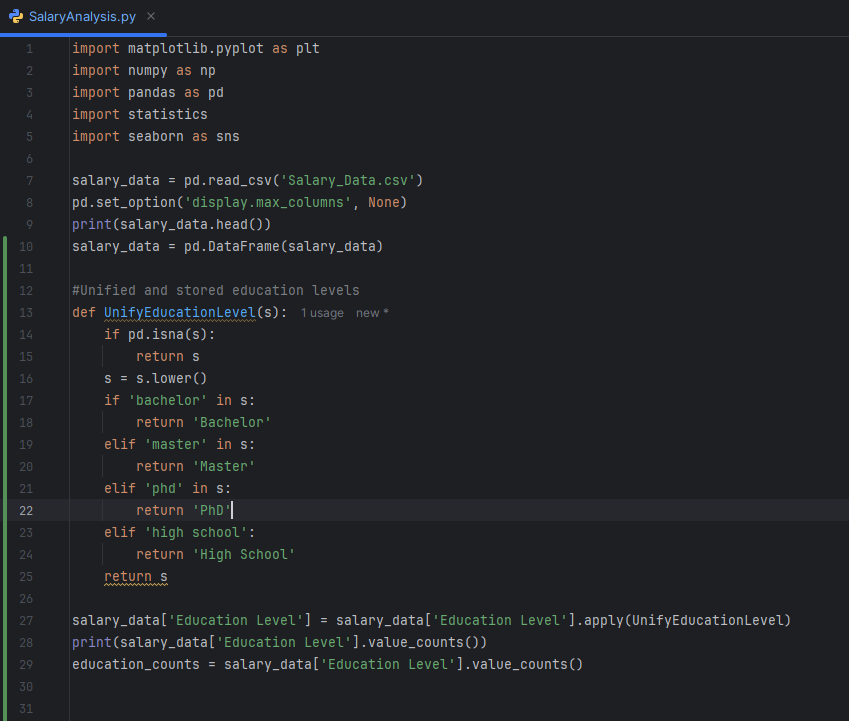 SalaryAnalysis.py
1 import matplotlib.pyplot as plt
2 import numpy as np
3 import pandas as pd
4 import statistics
5 import seaborn as sns
6
7 salary_data = pd.read_csv('Salary_Data.csv')
8 pd.set_option('display.max_columns', None)
9 print(salary_data.head())
10 salary_data = pd.DataFrame(salary_data)
11
12 #Unified and stored education levels
13 def UnifyEducationLevel(s): 1 usage new *
14     if pd.isna(s):
15         return s
16     s = s.lower()
17     if 'bachelor' in s:
18         return 'Bachelor'
19     elif 'master' in s:
20         return 'Master'
21     elif 'phd' in s:
22         return 'PhD'
23     elif 'high school':
24         return 'High School'
25     return s
26
27 salary_data['Education Level'] = salary_data['Education Level'].apply(UnifyEducationLevel)
28 print(salary_data['Education Level'].value_counts())
29 education_counts = salary_data['Education Level'].value_counts()
30
31